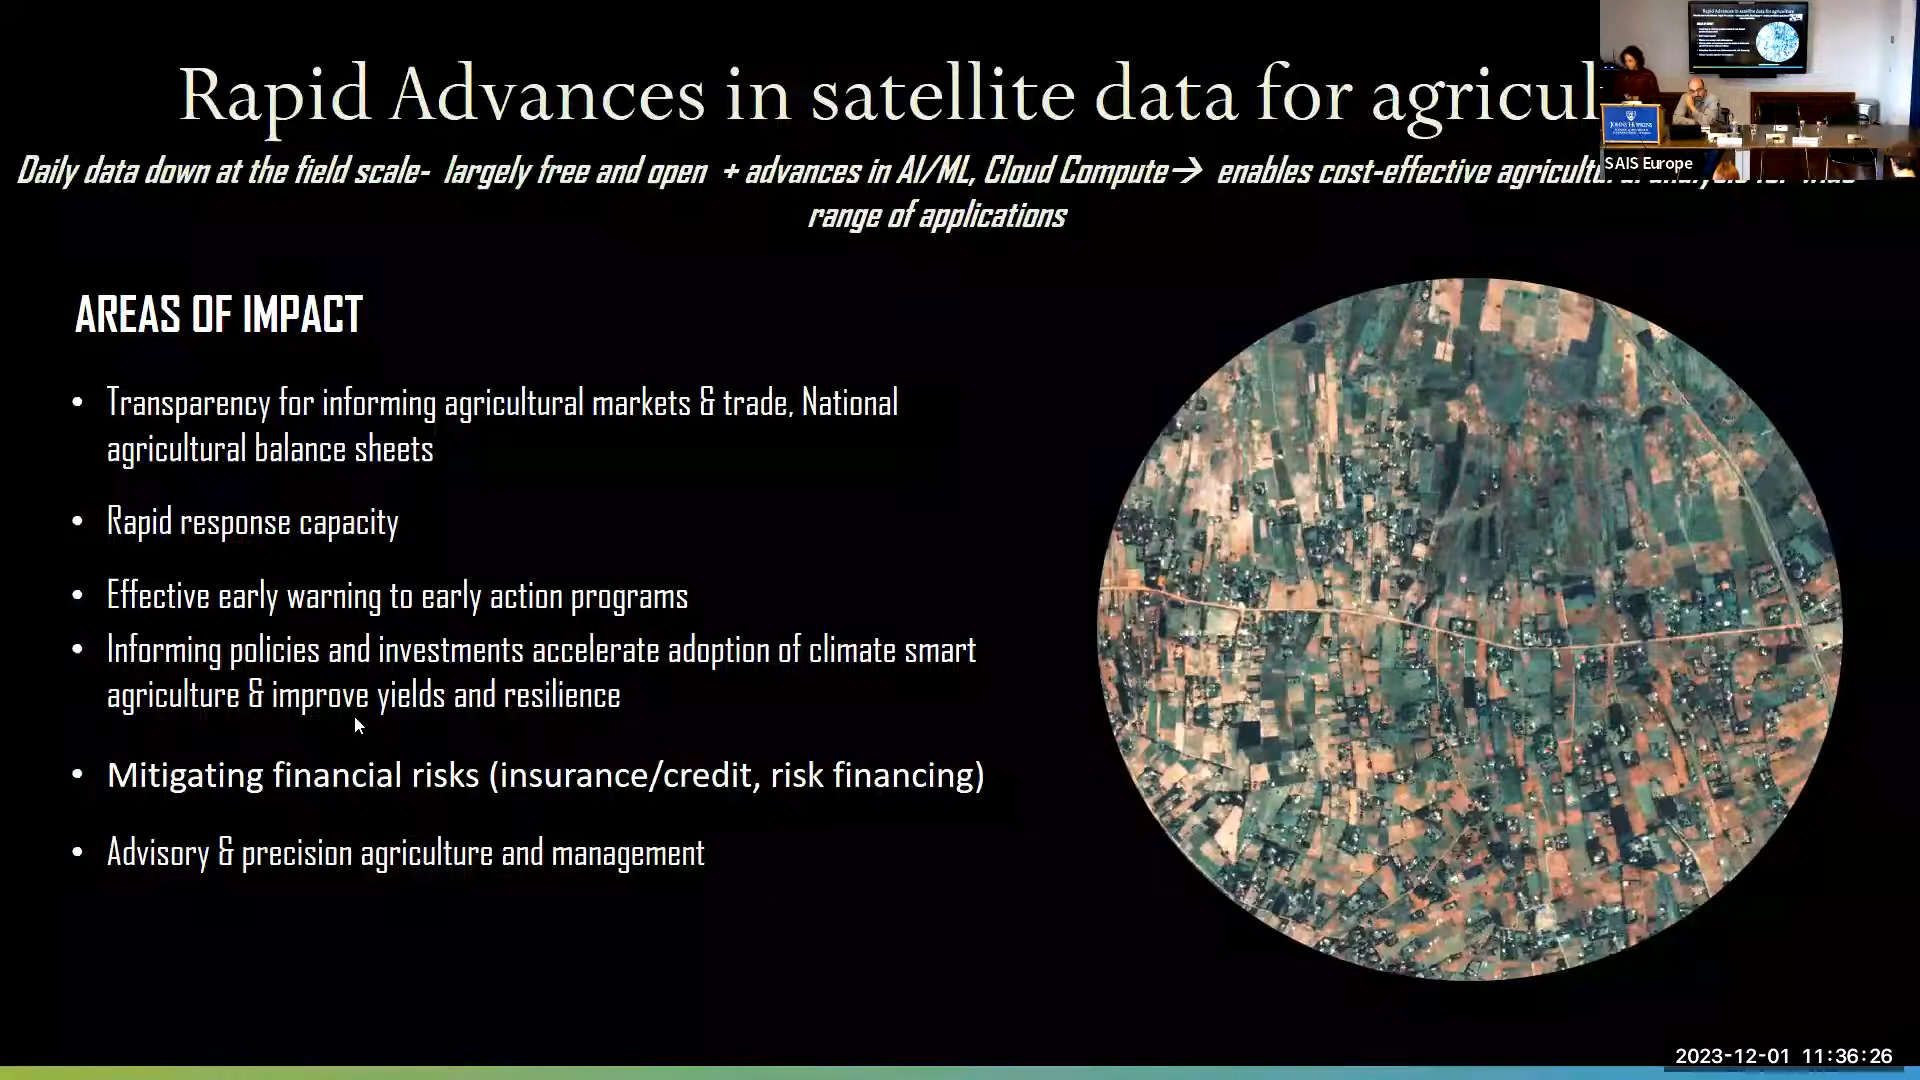 Rapid Advances in satellite data for agricul
Daily data down at the field scale- largely free and open + advances in AI/ML, Cloud Compute→ enables cost-effective
range of applications
SAIS Europe
JOHNS HOPKINS
AREAS OF IMPACT
• Transparency for informing agricultural markets & trade, National
agricultural balance sheets
• Rapid response capacity
• Effective early warning to early action programs
• Informing policies and investments accelerate adoption of climate smart
agriculture & improve yields and resilience
• Mitigating financial risks (insurance/credit, risk financing)
• Advisory & precision agriculture and management
2023-12-01 11:36:26